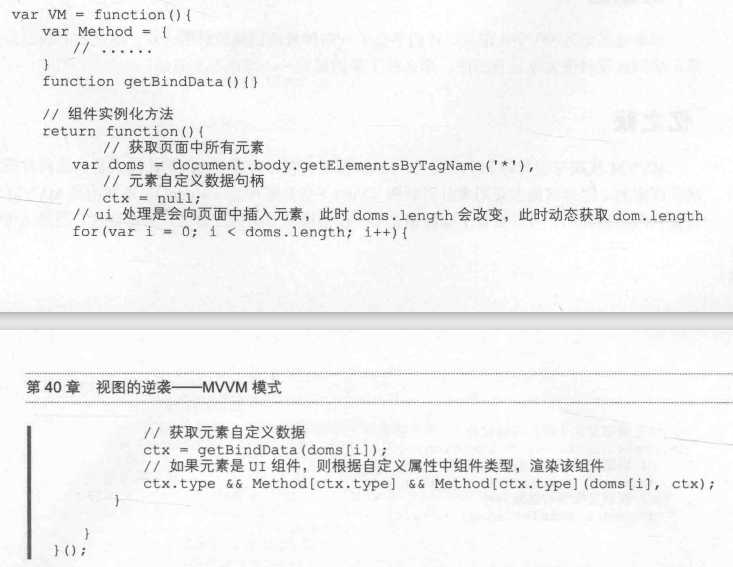 var VM = function(){
var Method = {
// ......
}
function getBindData(){}
// 组件实例化方法
return function(){
// 获取页面中所有元素
var doms = document.body.getElementsByTagName('*'),
// 元素自定义数据句柄
ctx = null;
// ui 处理是会向页面中插入元素，此时 doms.length 会改变，此时动态获取 dom.length
for(var i = 0; i < doms.length; i++){
第 40 章 视图的逆袭——MVVM 模式
// 获取元素自定义数据
ctx = getBindData(doms[i]);
// 如果元素是 UI 组件，则根据自定义属性中组件类型，渲染该组件
ctx.type && Method[ctx.type] && Method[ctx.type](doms[i], ctx);
}
}
}();